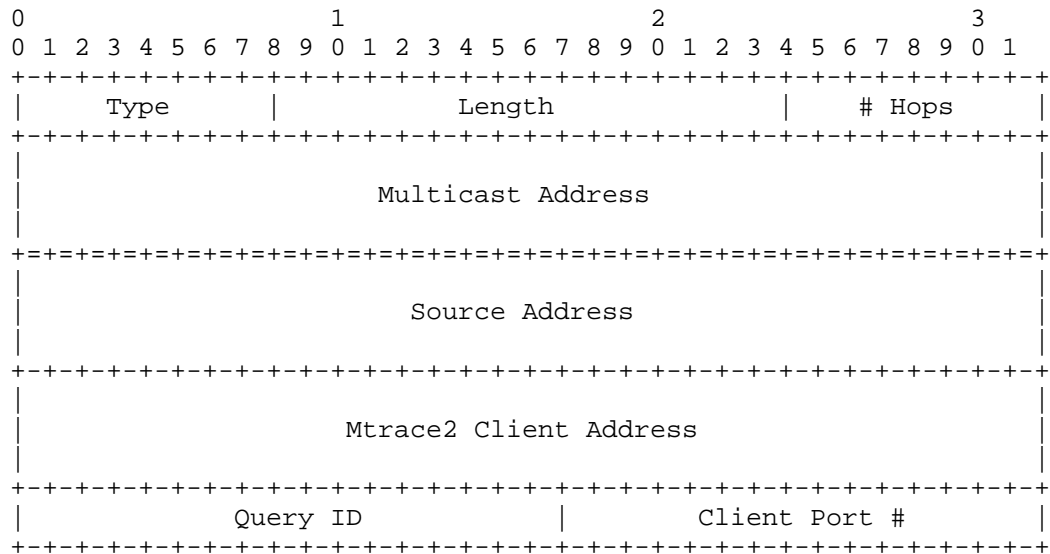 0                   1                   2                   3
0 1 2 3 4 5 6 7 8 9 0 1 2 3 4 5 6 7 8 9 0 1 2 3 4 5 6 7 8 9 0 1
+-+-+-+-+-+-+-+-+-+-+-+-+-+-+-+-+-+-+-+-+-+-+-+-+-+-+-+-+-+-+-+-+
|     Type      |           Length              |    # Hops     |
+-+-+-+-+-+-+-+-+-+-+-+-+-+-+-+-+-+-+-+-+-+-+-+-+-+-+-+-+-+-+-+-+
|                                                               |
|                      Multicast Address                        |
|                                                               |
+=+=+=+=+=+=+=+=+=+=+=+=+=+=+=+=+=+=+=+=+=+=+=+=+=+=+=+=+=+=+=+=+
|                                                               |
|                        Source Address                         |
|                                                               |
+-+-+-+-+-+-+-+-+-+-+-+-+-+-+-+-+-+-+-+-+-+-+-+-+-+-+-+-+-+-+-+-+
|                                                               |
|                    Mtrace2 Client Address                     |
|                                                               |
+-+-+-+-+-+-+-+-+-+-+-+-+-+-+-+-+-+-+-+-+-+-+-+-+-+-+-+-+-+-+-+-+
|             Query ID            |        Client Port #        |
+-+-+-+-+-+-+-+-+-+-+-+-+-+-+-+-+-+-+-+-+-+-+-+-+-+-+-+-+-+-+-+-+